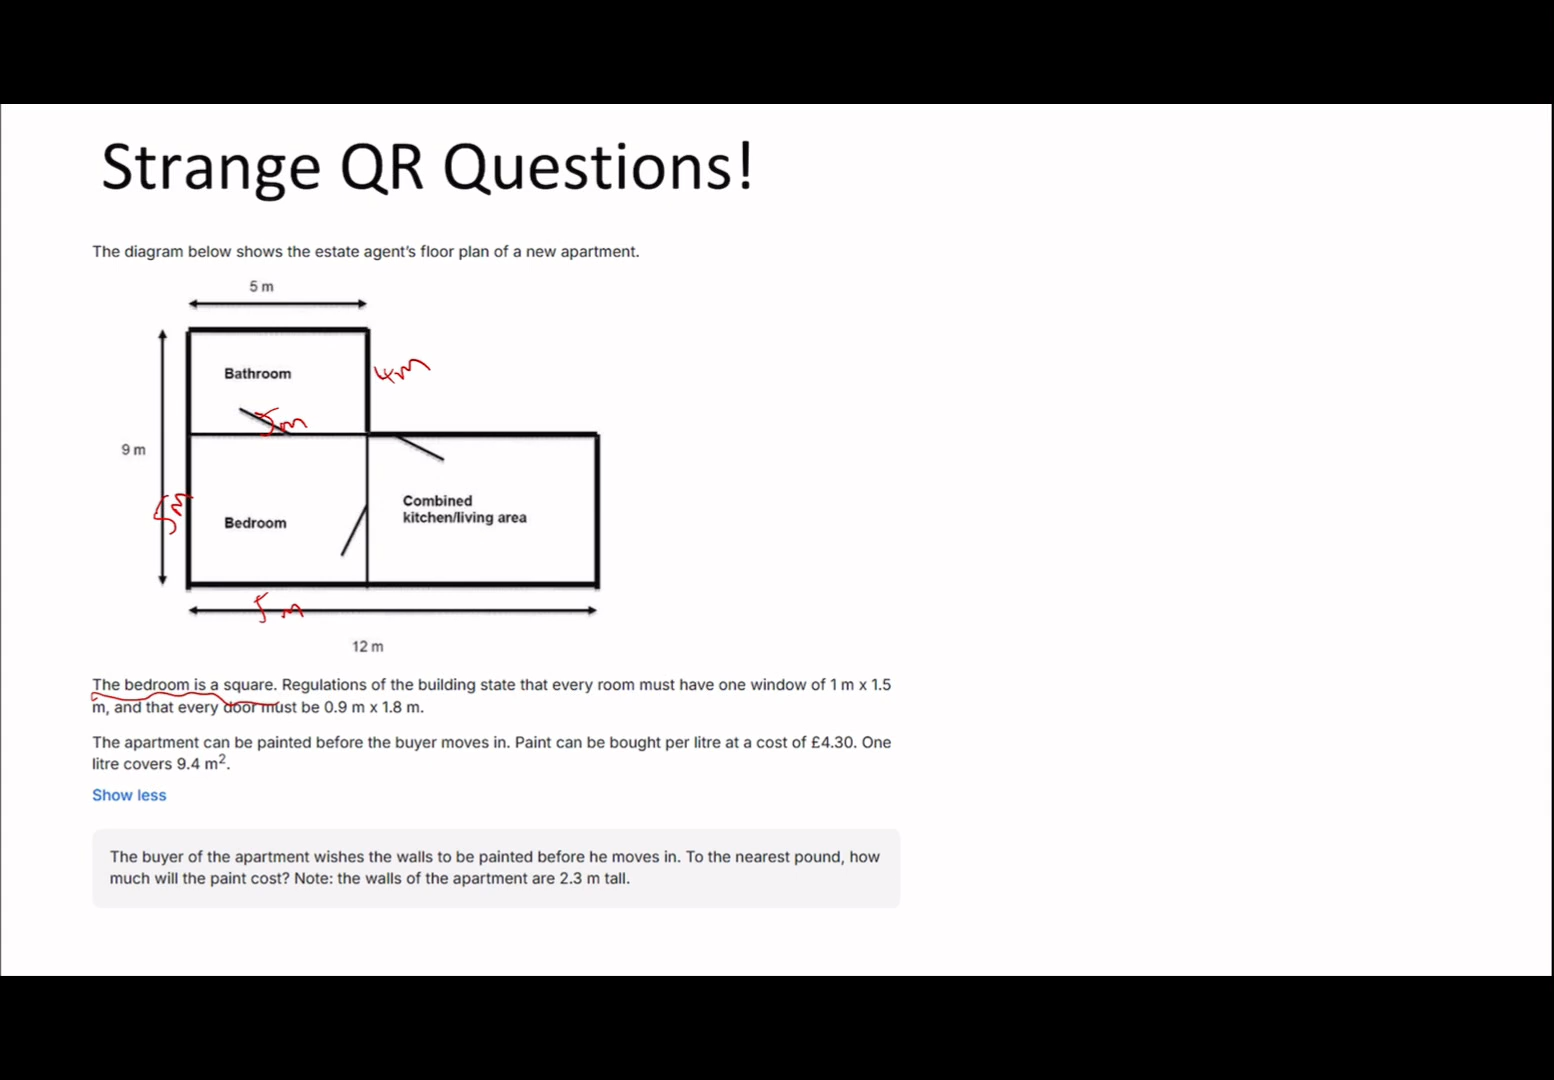 Strange QR Questions!
The diagram below shows the estate agent's floor plan of a new apartment.
5 m
Bathroom
4m
5m
9 m
Combined
kitchen/living area
5m
Bedroom
5 m
12 m
The bedroom is a square. Regulations of the building state that every room must have one window of 1 m x 1.5
m, and that every door must be 0.9 m x 1.8 m.
The apartment can be painted before the buyer moves in. Paint can be bought per litre at a cost of £4.30. One
litre covers 9.4 m².
Show less
The buyer of the apartment wishes the walls to be painted before he moves in. To the nearest pound, how
much will the paint cost? Note: the walls of the apartment are 2.3 m tall.